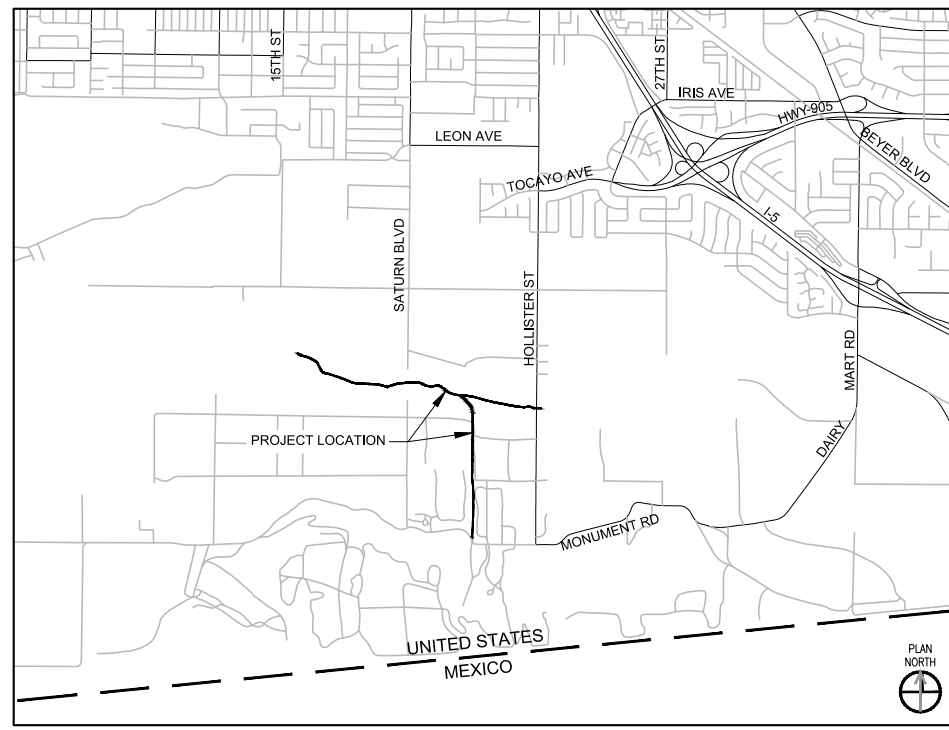 15TH ST
27TH ST
IRIS AVE
HWY-905
LEON AVE
BEYER BLVD
TOCAYO AVE
I-5
SATURN BLVD
HOLLISTER ST
MART RD
PROJECT LOCATION
DAIRY
MONUMENT RD
UNITED STATES
MEXICO
PLAN
NORTH